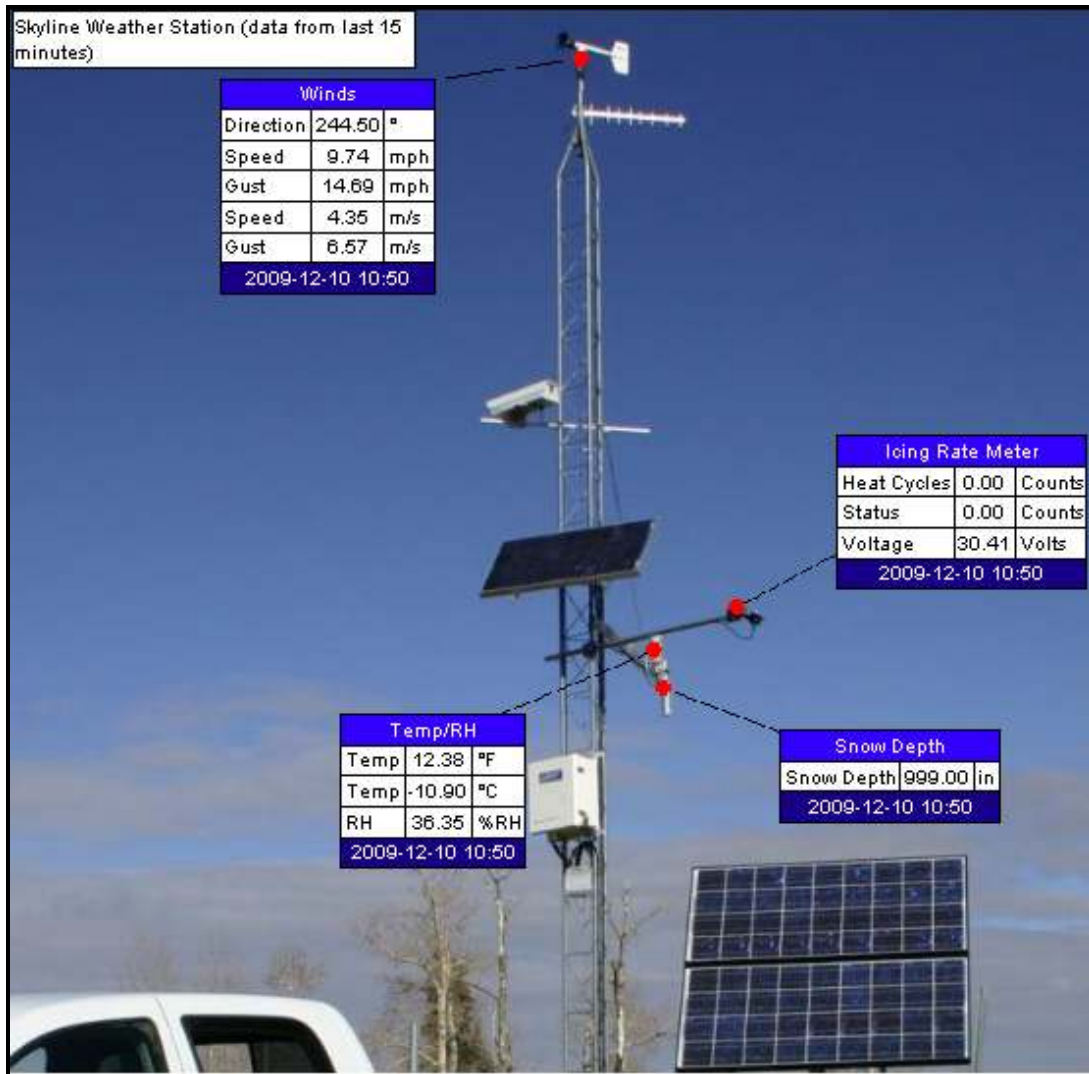 Skyline Weather Station (data from last 15
minutes)
Winds
Direction 244.50 °
Speed 9.74 mph
Gust 14.69 mph
Speed 4.35 m/s
Gust 6.57 m/s
2009-12-10 10:50
Icing Rate Meter
Heat Cycles 0.00 Counts
Status 0.00 Counts
Voltage 30.41 Volts
2009-12-10 10:50
Temp/RH
Temp 12.38 °F
Temp -10.90 °C
RH 36.35 %RH
2009-12-10 10:50
Snow Depth
Snow Depth 999.00 in
2009-12-10 10:50